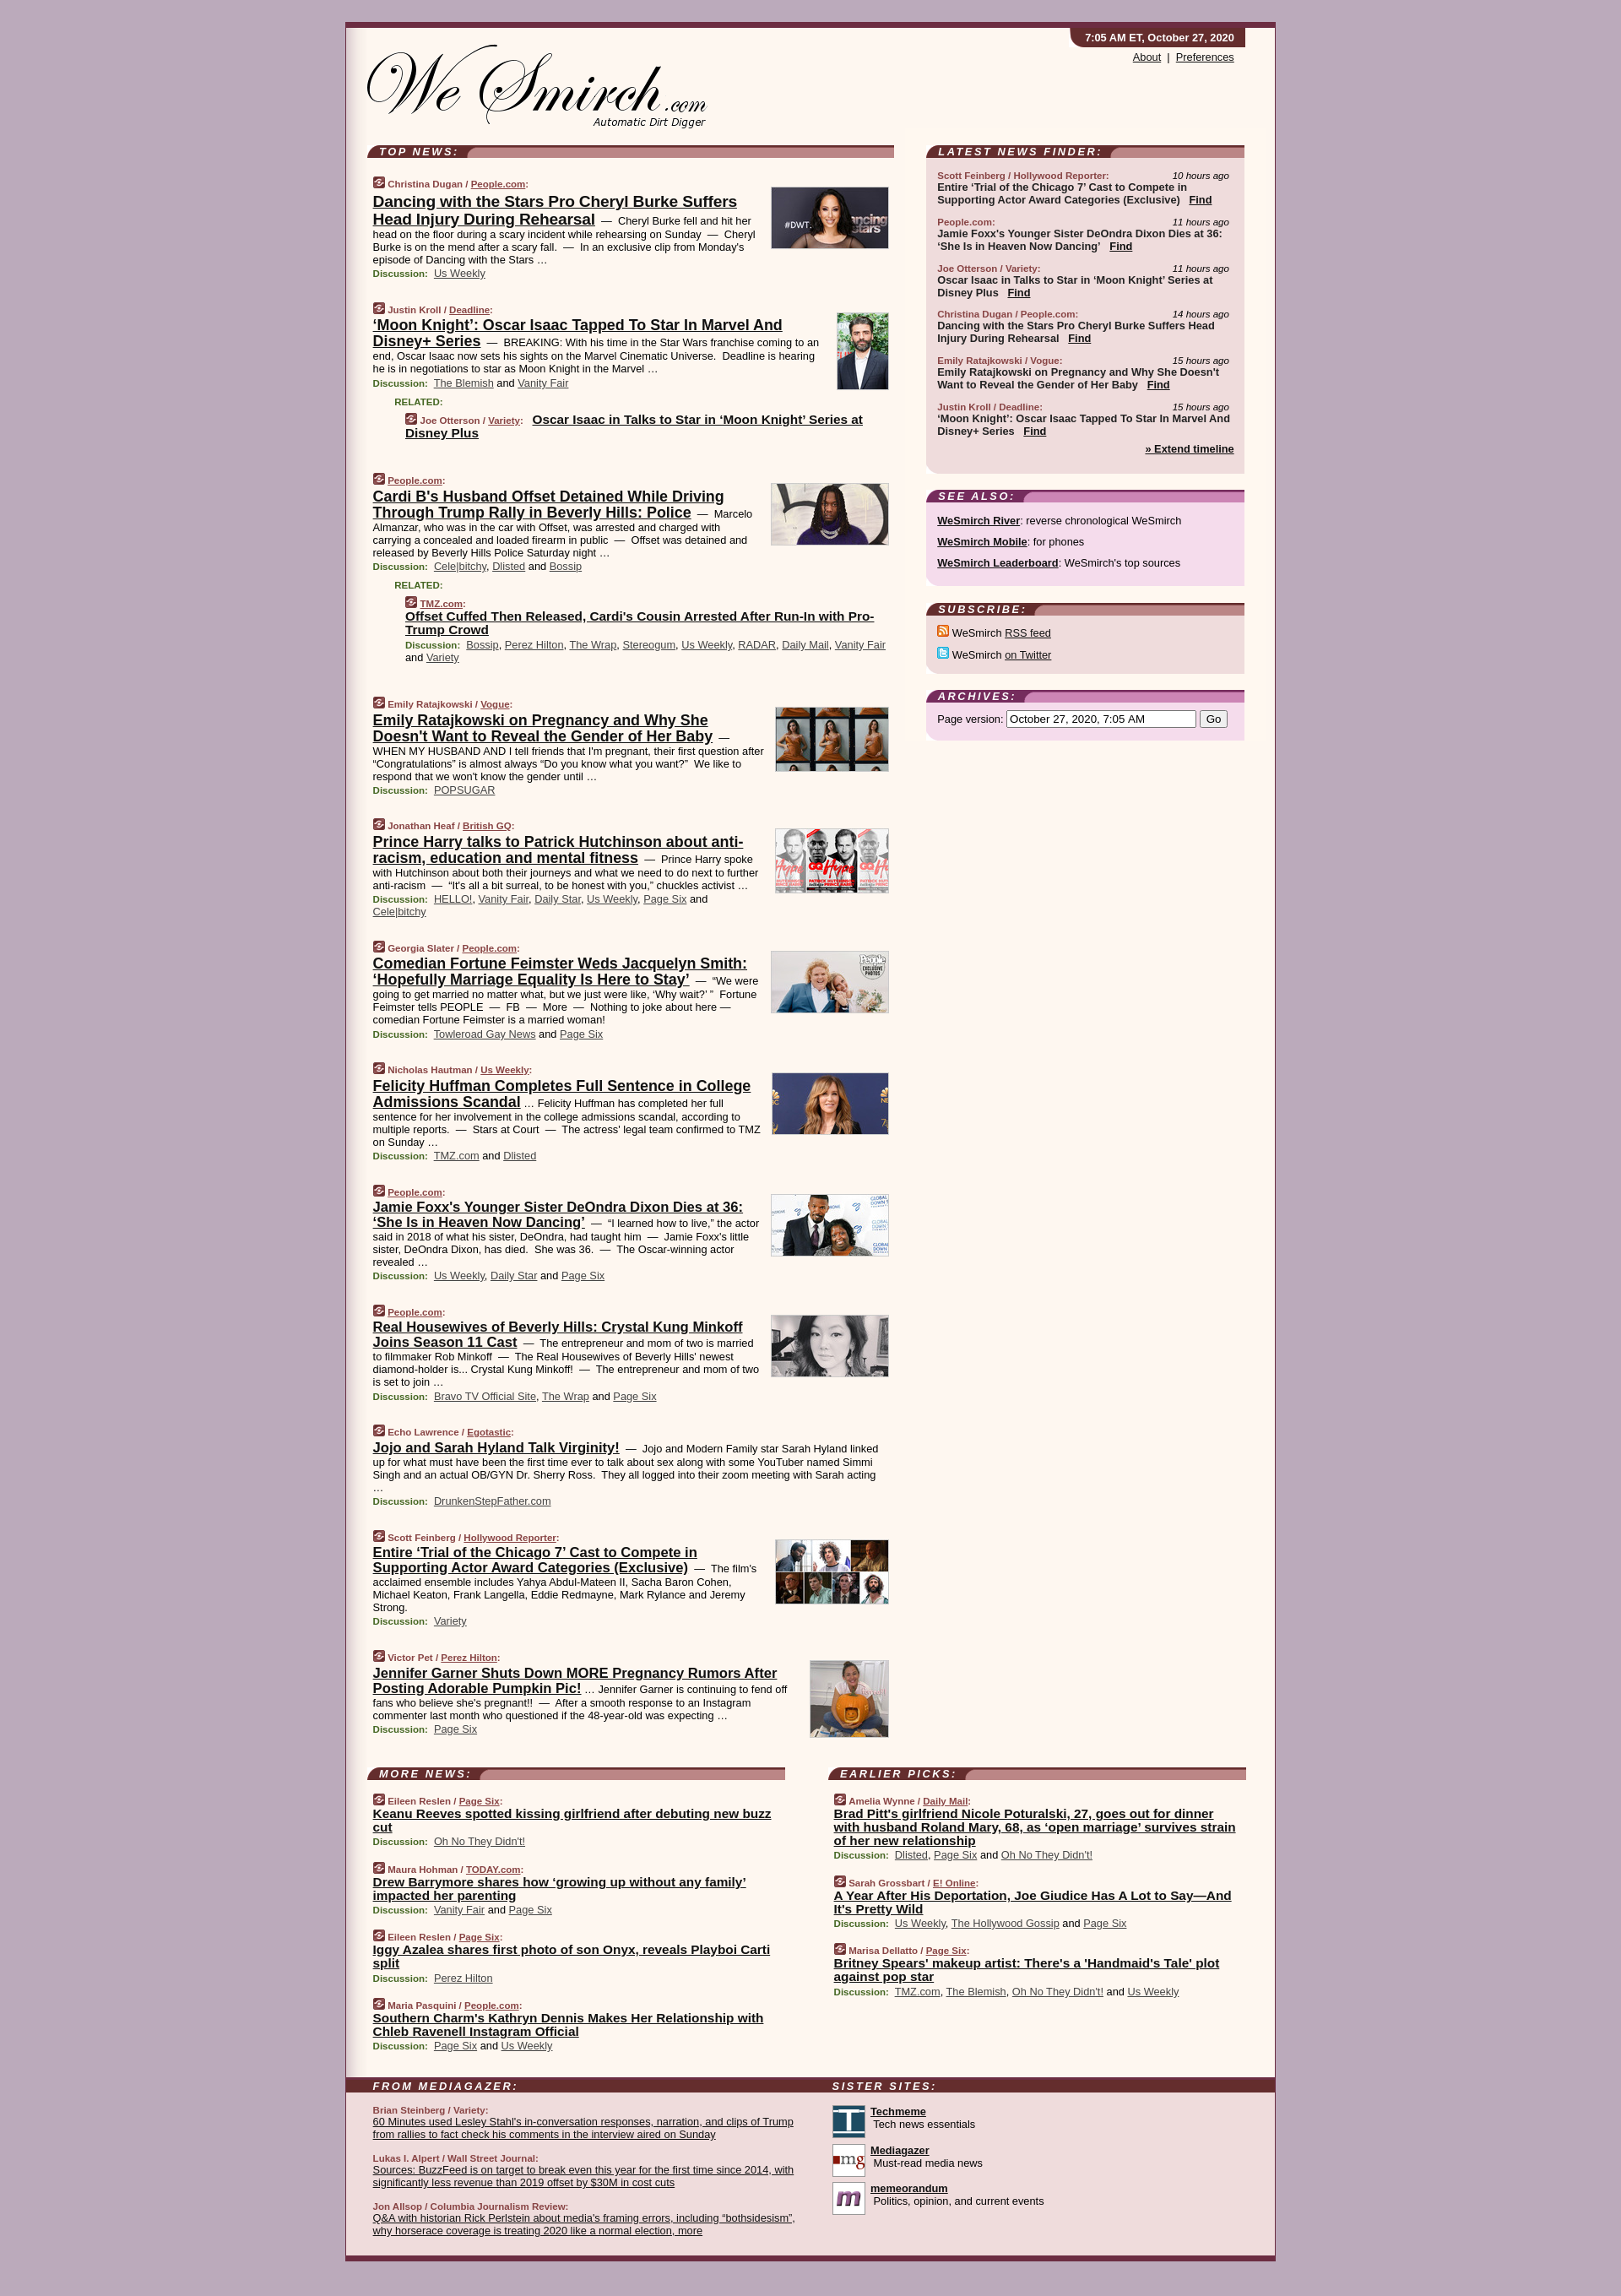 7:05 AM ET, October 27, 2020
About | Preferences
We Smirch .com
Automatic Dirt Digger
TOP NEWS:
Christina Dugan / People.com:
Dancing with the Stars Pro Cheryl Burke Suffers
Head Injury During Rehearsal — Cheryl Burke fell and hit her
head on the floor during a scary incident while rehearsing on Sunday — Cheryl
Burke is on the mend after a scary fall. — In an exclusive clip from Monday's
episode of Dancing with the Stars …
Discussion: Us Weekly
#DWT
ancing
stars
Justin Kroll / Deadline:
‘Moon Knight’: Oscar Isaac Tapped To Star In Marvel And
Disney+ Series — BREAKING: With his time in the Star Wars franchise coming to an
end, Oscar Isaac now sets his sights on the Marvel Cinematic Universe. Deadline is hearing
he is in negotiations to star as Moon Knight in the Marvel …
Discussion: The Blemish and Vanity Fair
RELATED:
Joe Otterson / Variety: Oscar Isaac in Talks to Star in ‘Moon Knight’ Series at
Disney Plus
People.com:
Cardi B's Husband Offset Detained While Driving
Through Trump Rally in Beverly Hills: Police — Marcelo
Almanzar, who was in the car with Offset, was arrested and charged with
carrying a concealed and loaded firearm in public — Offset was detained and
released by Beverly Hills Police Saturday night …
Discussion: Cele|bitchy, Dlisted and Bossip
RELATED:
TMZ.com:
Offset Cuffed Then Released, Cardi's Cousin Arrested After Run-In with Pro-
Trump Crowd
Discussion: Bossip, Perez Hilton, The Wrap, Stereogum, Us Weekly, RADAR, Daily Mail, Vanity Fair
and Variety
Emily Ratajkowski / Vogue:
Emily Ratajkowski on Pregnancy and Why She
Doesn't Want to Reveal the Gender of Her Baby —
WHEN MY HUSBAND AND I tell friends that I'm pregnant, their first question after
“Congratulations” is almost always “Do you know what you want?” We like to
respond that we won't know the gender until …
Discussion: POPSUGAR
Jonathan Heaf / British GQ:
Prince Harry talks to Patrick Hutchinson about anti-
racism, education and mental fitness — Prince Harry spoke
with Hutchinson about both their journeys and what we need to do next to further
anti-racism — “It's all a bit surreal, to be honest with you,” chuckles activist …
Discussion: HELLO!, Vanity Fair, Daily Star, Us Weekly, Page Six and
Cele|bitchy
GQ Hype
Georgia Slater / People.com:
Comedian Fortune Feimster Weds Jacquelyn Smith:
‘Hopefully Marriage Equality Is Here to Stay’ — “We were
going to get married no matter what, but we just were like, ‘Why wait?’ ” Fortune
Feimster tells PEOPLE — FB — More — Nothing to joke about here —
comedian Fortune Feimster is a married woman!
Discussion: Towleroad Gay News and Page Six
People
EXCLUSIVE
PHOTOS
Nicholas Hautman / Us Weekly:
Felicity Huffman Completes Full Sentence in College
Admissions Scandal … Felicity Huffman has completed her full
sentence for her involvement in the college admissions scandal, according to
multiple reports. — Stars at Court — The actress' legal team confirmed to TMZ
on Sunday …
Discussion: TMZ.com and Dlisted
People.com:
Jamie Foxx's Younger Sister DeOndra Dixon Dies at 36:
‘She Is in Heaven Now Dancing’ — “I learned how to live,” the actor
said in 2018 of what his sister, DeOndra, had taught him — Jamie Foxx's little
sister, DeOndra Dixon, has died. She was 36. — The Oscar-winning actor
revealed …
Discussion: Us Weekly, Daily Star and Page Six
People.com:
Real Housewives of Beverly Hills: Crystal Kung Minkoff
Joins Season 11 Cast — The entrepreneur and mom of two is married
to filmmaker Rob Minkoff — The Real Housewives of Beverly Hills' newest
diamond-holder is... Crystal Kung Minkoff! — The entrepreneur and mom of two
is set to join …
Discussion: Bravo TV Official Site, The Wrap and Page Six
Echo Lawrence / Egotastic:
Jojo and Sarah Hyland Talk Virginity! — Jojo and Modern Family star Sarah Hyland linked
up for what must have been the first time ever to talk about sex along with some YouTuber named Simmi
Singh and an actual OB/GYN Dr. Sherry Ross. They all logged into their zoom meeting with Sarah acting
…
Discussion: DrunkenStepFather.com
Scott Feinberg / Hollywood Reporter:
Entire ‘Trial of the Chicago 7’ Cast to Compete in
Supporting Actor Award Categories (Exclusive) — The film's
acclaimed ensemble includes Yahya Abdul-Mateen II, Sacha Baron Cohen,
Michael Keaton, Frank Langella, Eddie Redmayne, Mark Rylance and Jeremy
Strong.
Discussion: Variety
Victor Pet / Perez Hilton:
Jennifer Garner Shuts Down MORE Pregnancy Rumors After
Posting Adorable Pumpkin Pic! … Jennifer Garner is continuing to fend off
fans who believe she's pregnant!! — After a smooth response to an Instagram
commenter last month who questioned if the 48-year-old was expecting …
Discussion: Page Six
LATEST NEWS FINDER:
Scott Feinberg / Hollywood Reporter: 10 hours ago
Entire ‘Trial of the Chicago 7’ Cast to Compete in
Supporting Actor Award Categories (Exclusive) Find
People.com: 11 hours ago
Jamie Foxx's Younger Sister DeOndra Dixon Dies at 36:
‘She Is in Heaven Now Dancing’ Find
Joe Otterson / Variety: 11 hours ago
Oscar Isaac in Talks to Star in ‘Moon Knight’ Series at
Disney Plus Find
Christina Dugan / People.com: 14 hours ago
Dancing with the Stars Pro Cheryl Burke Suffers Head
Injury During Rehearsal Find
Emily Ratajkowski / Vogue: 15 hours ago
Emily Ratajkowski on Pregnancy and Why She Doesn't
Want to Reveal the Gender of Her Baby Find
Justin Kroll / Deadline: 15 hours ago
‘Moon Knight’: Oscar Isaac Tapped To Star In Marvel And
Disney+ Series Find
» Extend timeline
SEE ALSO:
WeSmirch River: reverse chronological WeSmirch
WeSmirch Mobile: for phones
WeSmirch Leaderboard: WeSmirch's top sources
SUBSCRIBE:
WeSmirch RSS feed
WeSmirch on Twitter
ARCHIVES:
Page version: October 27, 2020, 7:05 AM Go
MORE NEWS:
Eileen Reslen / Page Six:
Keanu Reeves spotted kissing girlfriend after debuting new buzz
cut
Discussion: Oh No They Didn't!
Maura Hohman / TODAY.com:
Drew Barrymore shares how ‘growing up without any family’
impacted her parenting
Discussion: Vanity Fair and Page Six
Eileen Reslen / Page Six:
Iggy Azalea shares first photo of son Onyx, reveals Playboi Carti
split
Discussion: Perez Hilton
Maria Pasquini / People.com:
Southern Charm's Kathryn Dennis Makes Her Relationship with
Chleb Ravenell Instagram Official
Discussion: Page Six and Us Weekly
EARLIER PICKS:
Amelia Wynne / Daily Mail:
Brad Pitt's girlfriend Nicole Poturalski, 27, goes out for dinner
with husband Roland Mary, 68, as ‘open marriage’ survives strain
of her new relationship
Discussion: Dlisted, Page Six and Oh No They Didn't!
Sarah Grossbart / E! Online:
A Year After His Deportation, Joe Giudice Has A Lot to Say—And
It's Pretty Wild
Discussion: Us Weekly, The Hollywood Gossip and Page Six
Marisa Dellatto / Page Six:
Britney Spears' makeup artist: There's a 'Handmaid's Tale' plot
against pop star
Discussion: TMZ.com, The Blemish, Oh No They Didn't! and Us Weekly
FROM MEDIAGAZER:
Brian Steinberg / Variety:
60 Minutes used Lesley Stahl's in-conversation responses, narration, and clips of Trump
from rallies to fact check his comments in the interview aired on Sunday
Lukas I. Alpert / Wall Street Journal:
Sources: BuzzFeed is on target to break even this year for the first time since 2014, with
significantly less revenue than 2019 offset by $30M in cost cuts
Jon Allsop / Columbia Journalism Review:
Q&A with historian Rick Perlstein about media's framing errors, including “bothsidesism”,
why horserace coverage is treating 2020 like a normal election, more
SISTER SITES:
T
Techmeme
Tech news essentials
mg
Mediagazer
Must-read media news
m
memeorandum
Politics, opinion, and current events